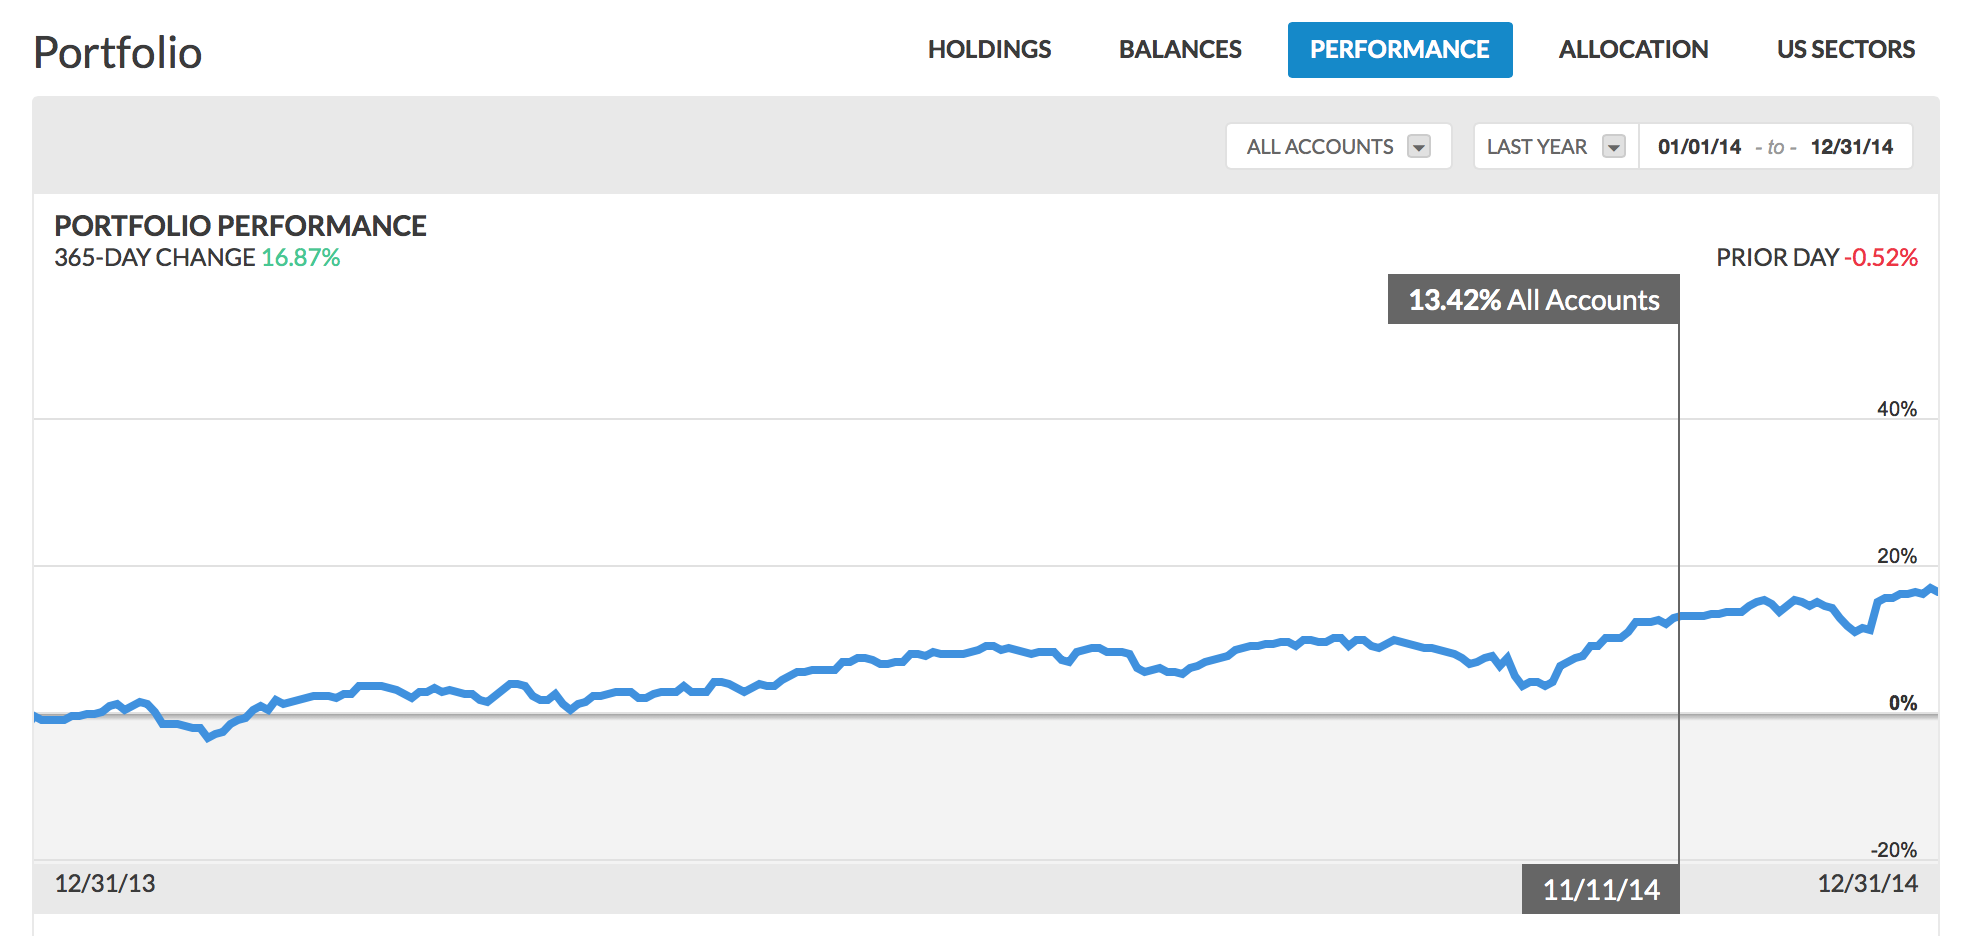 Portfolio
HOLDINGS BALANCES PERFORMANCE ALLOCATION US SECTORS
ALL ACCOUNTS LAST YEAR 01/01/14 - to - 12/31/14
PORTFOLIO PERFORMANCE
365-DAY CHANGE 16.87% PRIOR DAY -0.52%
13.42% All Accounts
40%
20%
0%
-20%
12/31/13 11/11/14 12/31/14